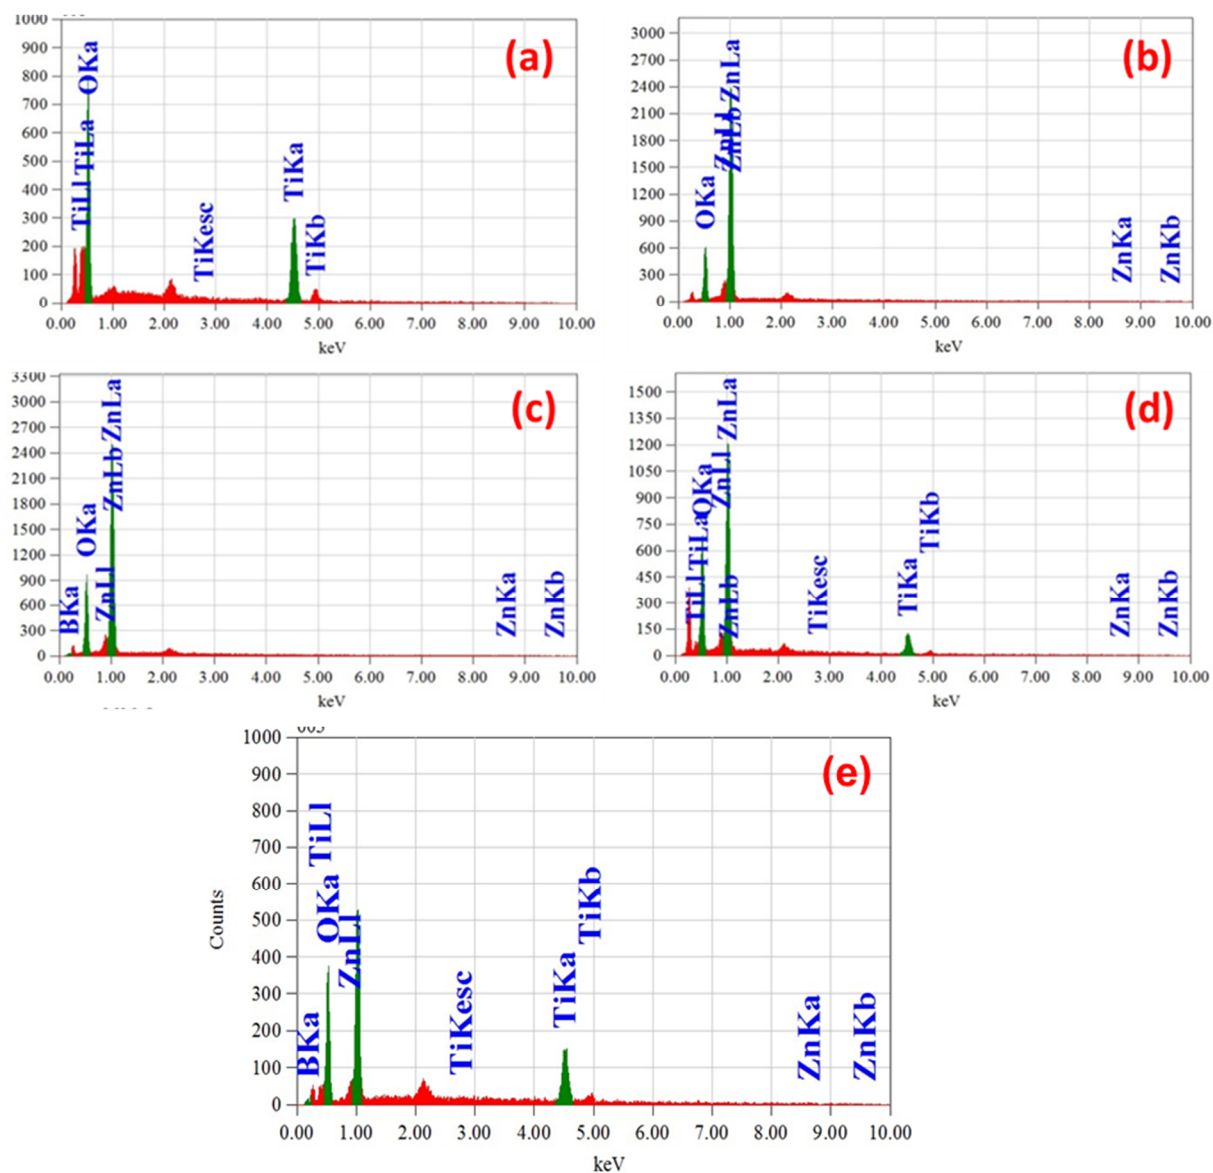 (a)
1000
900
800
700
600
500
400
300
200
100
0
TiLl
TiLa
OKa
TiKesc
TiKa
TiKb
0.00 1.00 2.00 3.00 4.00 5.00 6.00 7.00 8.00 9.00 10.00
keV
(b)
3000
2700
2400
2100
1800
1500
1200
900
600
300
0
OKa
ZnLl
ZnLb
ZnLa
ZnKa
ZnKb
0.00 1.00 2.00 3.00 4.00 5.00 6.00 7.00 8.00 9.00 10.00
keV
(c)
3300
3000
2700
2400
2100
1800
1500
1200
900
600
300
0
BKa
OKa
ZnLl
ZnLb
ZnLa
ZnKa
ZnKb
0.00 1.00 2.00 3.00 4.00 5.00 6.00 7.00 8.00 9.00 10.00
keV
(d)
1500
1350
1200
1050
900
750
600
450
300
150
0
TiLl
TiLa
OKa
ZnLl
ZnLb
ZnLa
TiKesc
TiKa
TiKb
ZnKa
ZnKb
0.00 1.00 2.00 3.00 4.00 5.00 6.00 7.00 8.00 9.00 10.00
keV
(e)
Counts
1000
900
800
700
600
500
400
300
200
100
0
BKa
OKa
TiLl
ZnLl
TiKesc
TiKa
TiKb
ZnKa
ZnKb
0.00 1.00 2.00 3.00 4.00 5.00 6.00 7.00 8.00 9.00 10.00
keV